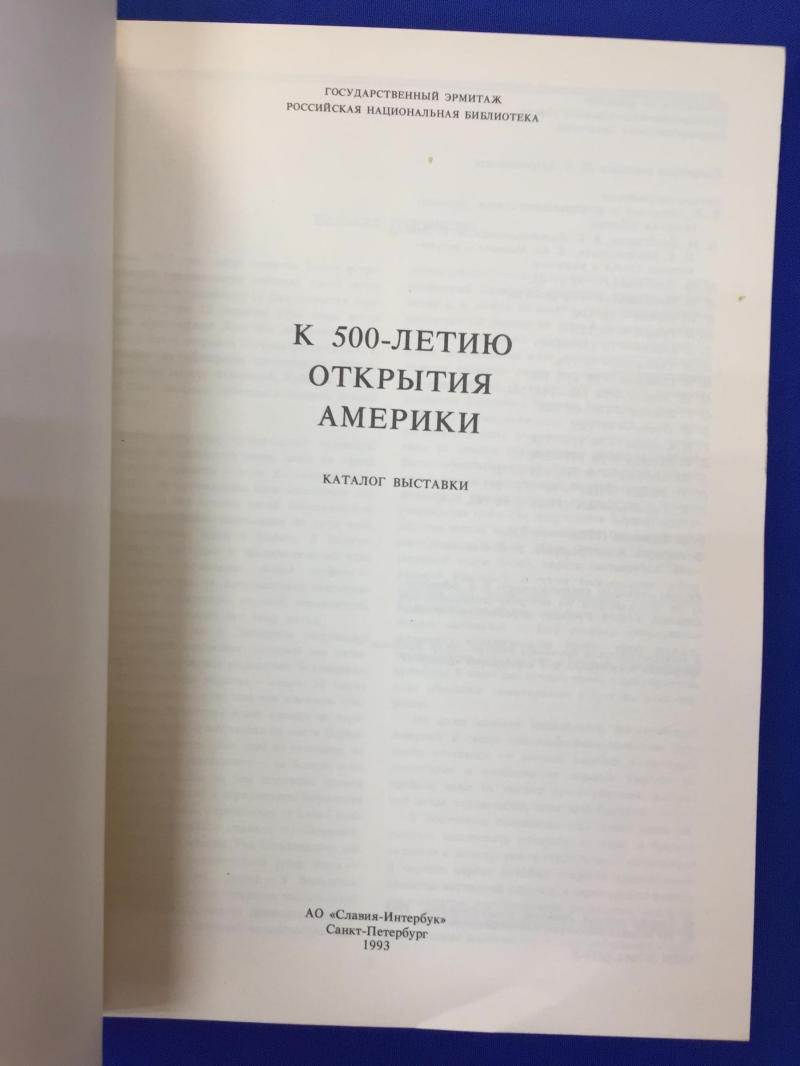 ГОСУДАРСТВЕННЫЙ ЭРМИТАЖ
РОССИЙСКАЯ НАЦИОНАЛЬНАЯ БИБЛИОТЕКА
К 500-ЛЕТИЮ
ОТКРЫТИЯ
АМЕРИКИ
КАТАЛОГ ВЫСТАВКИ
АО «Славия-Интербук»
Санкт-Петербург
1993